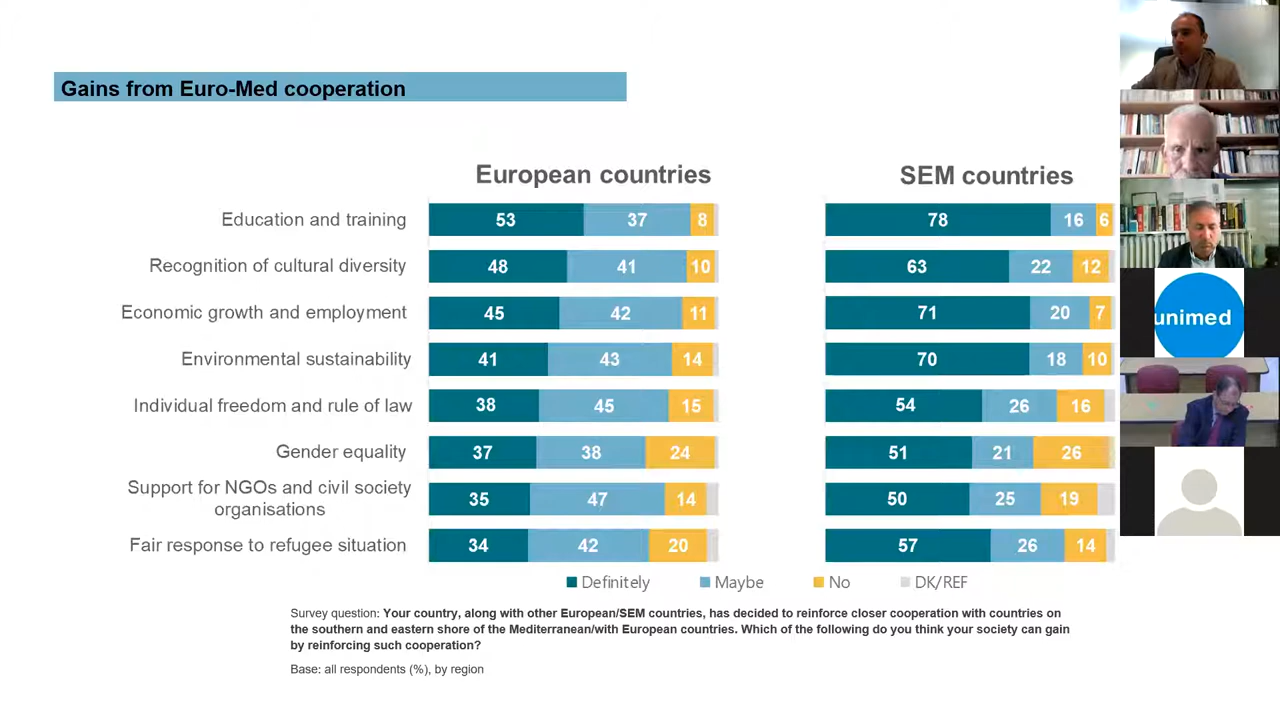 Gains from Euro-Med cooperation
European countries
SEM countries
Education and training 53 37 8 78 16 6
Recognition of cultural diversity 48 41 10 63 22 12
Economic growth and employment 45 42 11 71 20 7
Environmental sustainability 41 43 14 70 18 10
Individual freedom and rule of law 38 45 15 54 26 16
Gender equality 37 38 24 51 21 26
Support for NGOs and civil society
organisations 35 47 14 50 25 19
Fair response to refugee situation 34 42 20 57 26 14
Definitely Maybe No DK/REF
Survey question: Your country, along with other European/SEM countries, has decided to reinforce closer cooperation with countries on
the southern and eastern shore of the Mediterranean/with European countries. Which of the following do you think your society can gain
by reinforcing such cooperation?
Base: all respondents (%), by region
unimed